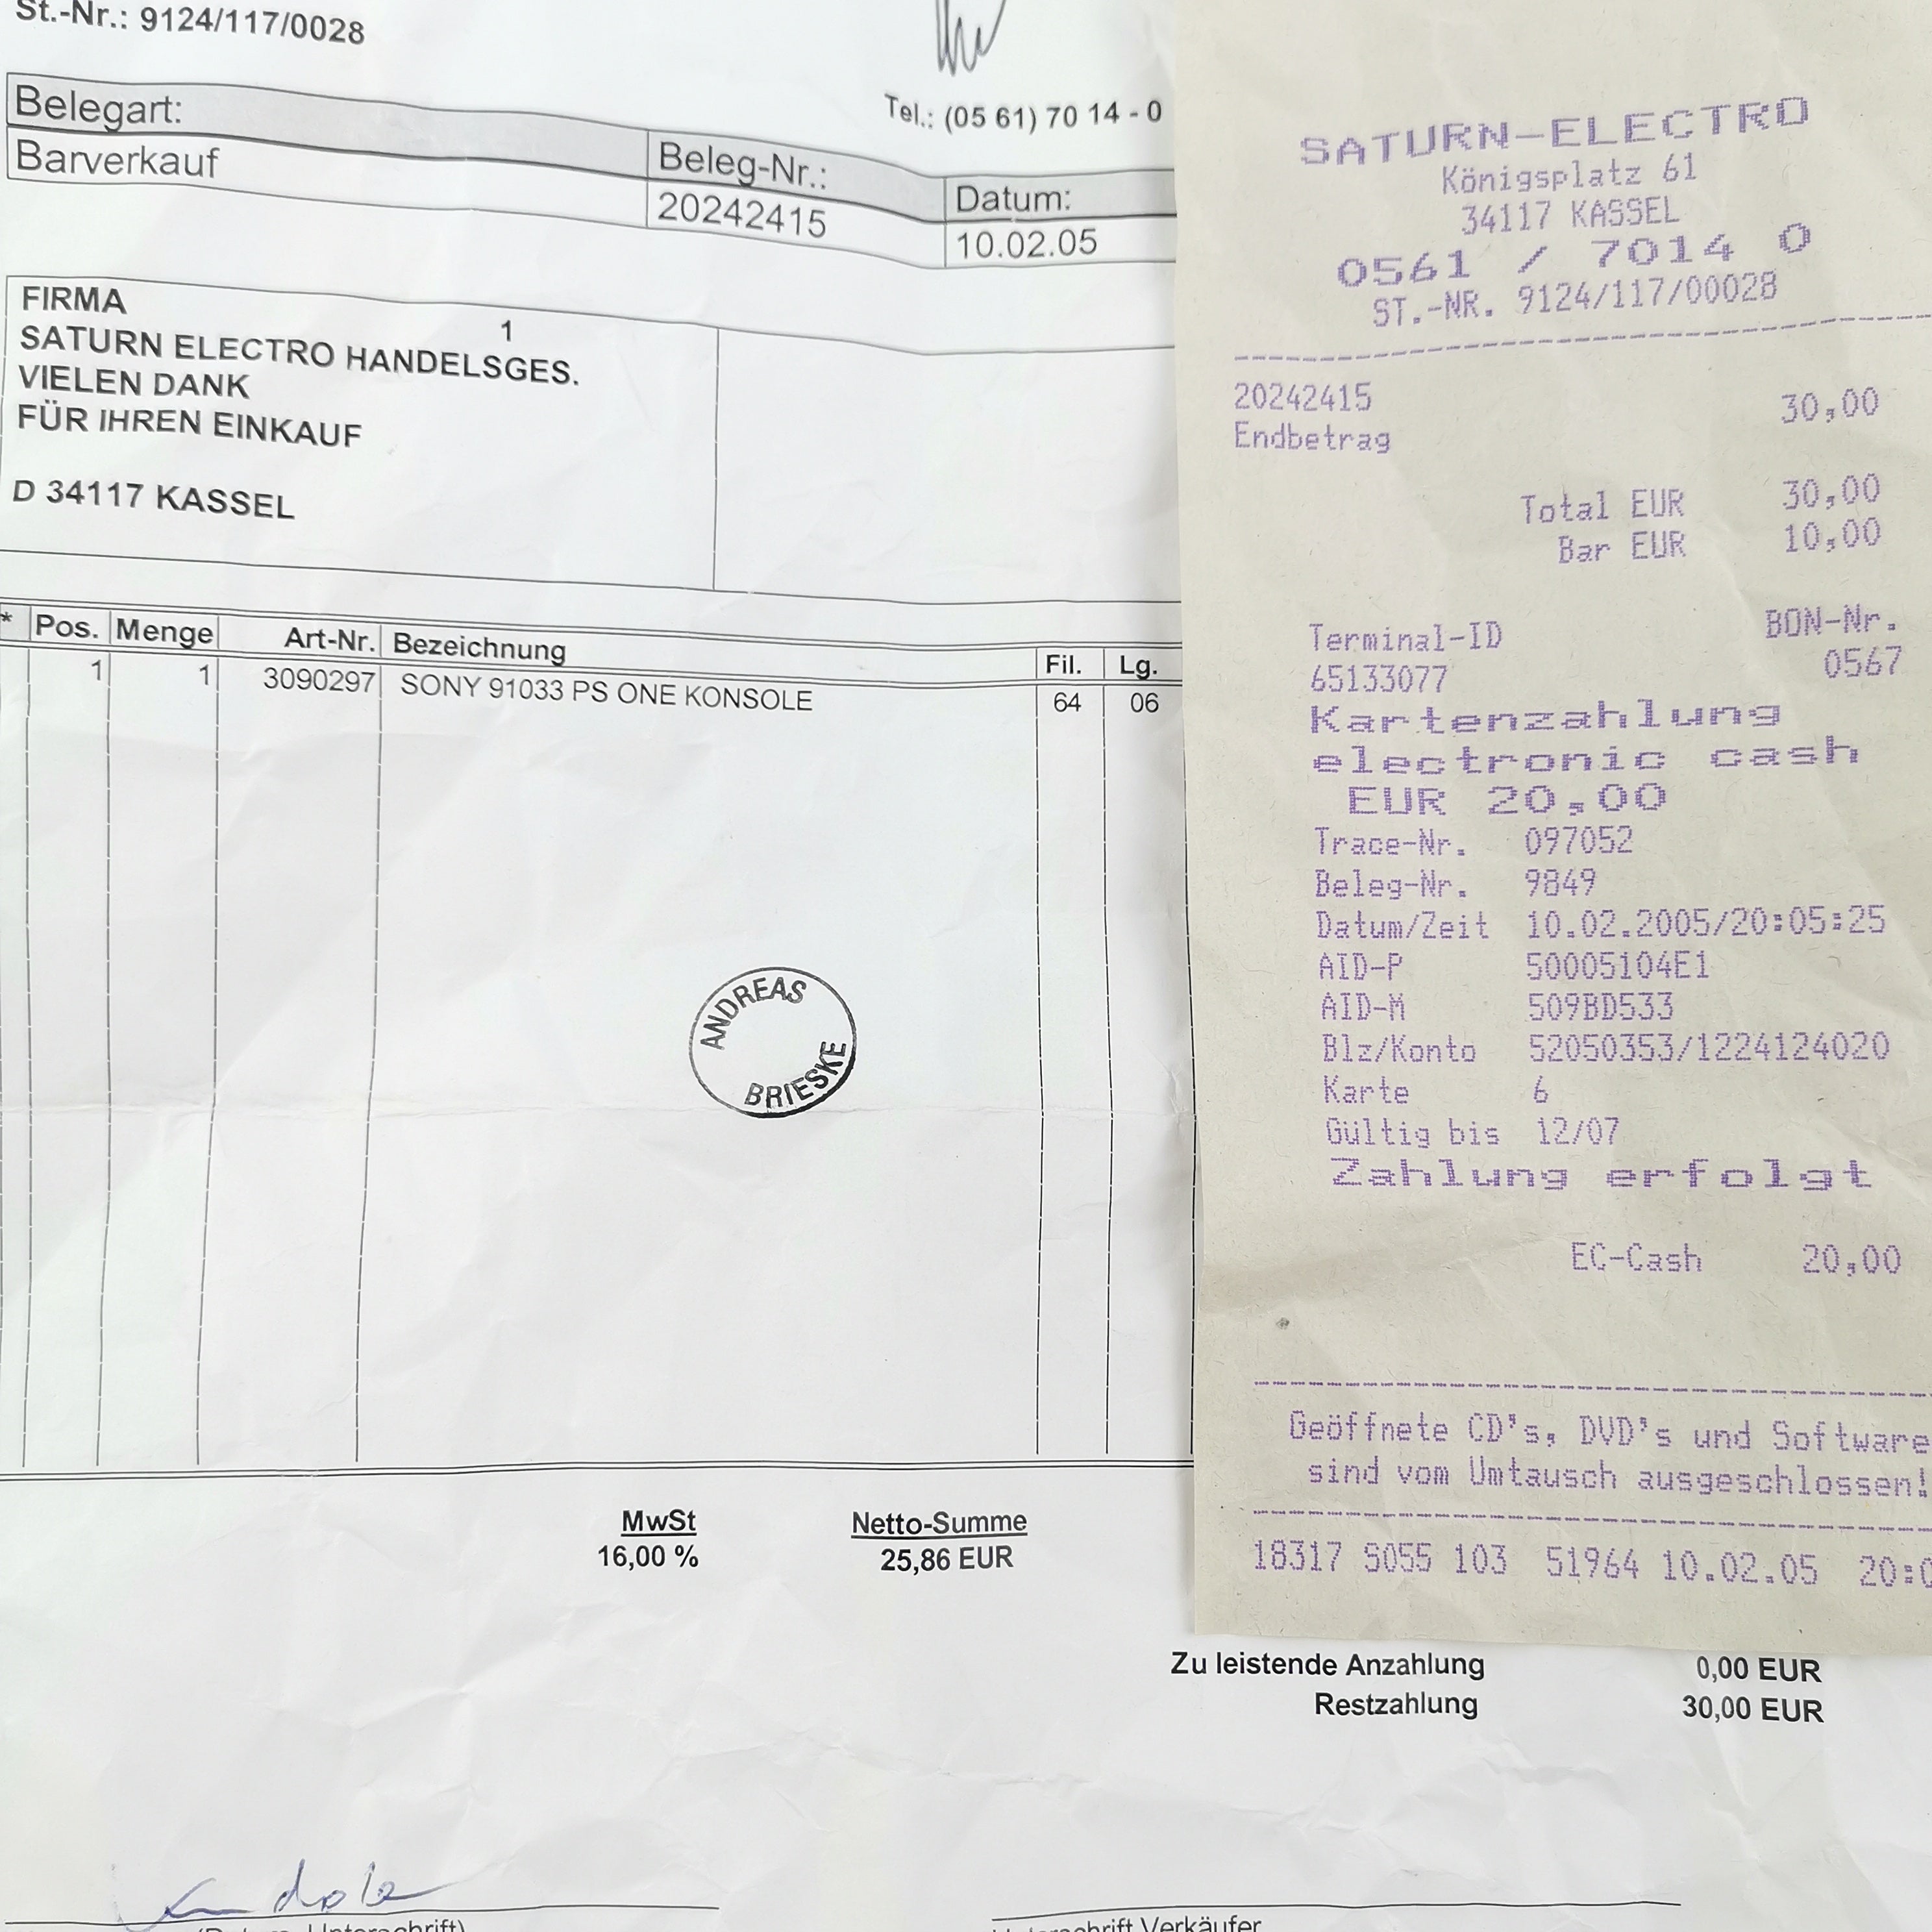 St.-Nr.: 9124/117/0028
Tel.: (05 61) 70 14 - 0
Belegart:
Beleg-Nr.:
Datum:
Barverkauf
20242415
10.02.05
FIRMA
1
SATURN ELECTRO HANDELSGES.
VIELEN DANK
FÜR IHREN EINKAUF
D 34117 KASSEL
* Pos. Menge Art-Nr. Bezeichnung Fil. Lg.
1 1 3090297 SONY 91033 PS ONE KONSOLE 64 06
ANDREAS
BRIESKE
MwSt Netto-Summe
16,00 % 25,86 EUR
Zu leistende Anzahlung 0,00 EUR
Restzahlung 30,00 EUR
Unterschrift)
Unterschrift Verkäufer
SATURN-ELECTRO
Königsplatz 61
34117 KASSEL
0561 / 7014 0
ST.-NR. 9124/117/00028
20242415 30,00
Endbetrag
Total EUR 30,00
Bar EUR 10,00
Terminal-ID BON-Nr.
65133077 0567
Kartenzahlung
electronic cash
EUR 20,00
Trace-Nr. 097052
Beleg-Nr. 9849
Datum/Zeit 10.02.2005/20:05:25
AID-P 50005104E1
AID-M 509BD533
Blz/Konto 52050353/1224124020
Karte 6
Gültig bis 12/07
Zahlung erfolgt
EC-Cash 20,00
Geöffnete CD's, DVD's und Software
sind vom Umtausch ausgeschlossen!
18317 5055 103 51964 10.02.05 20:0